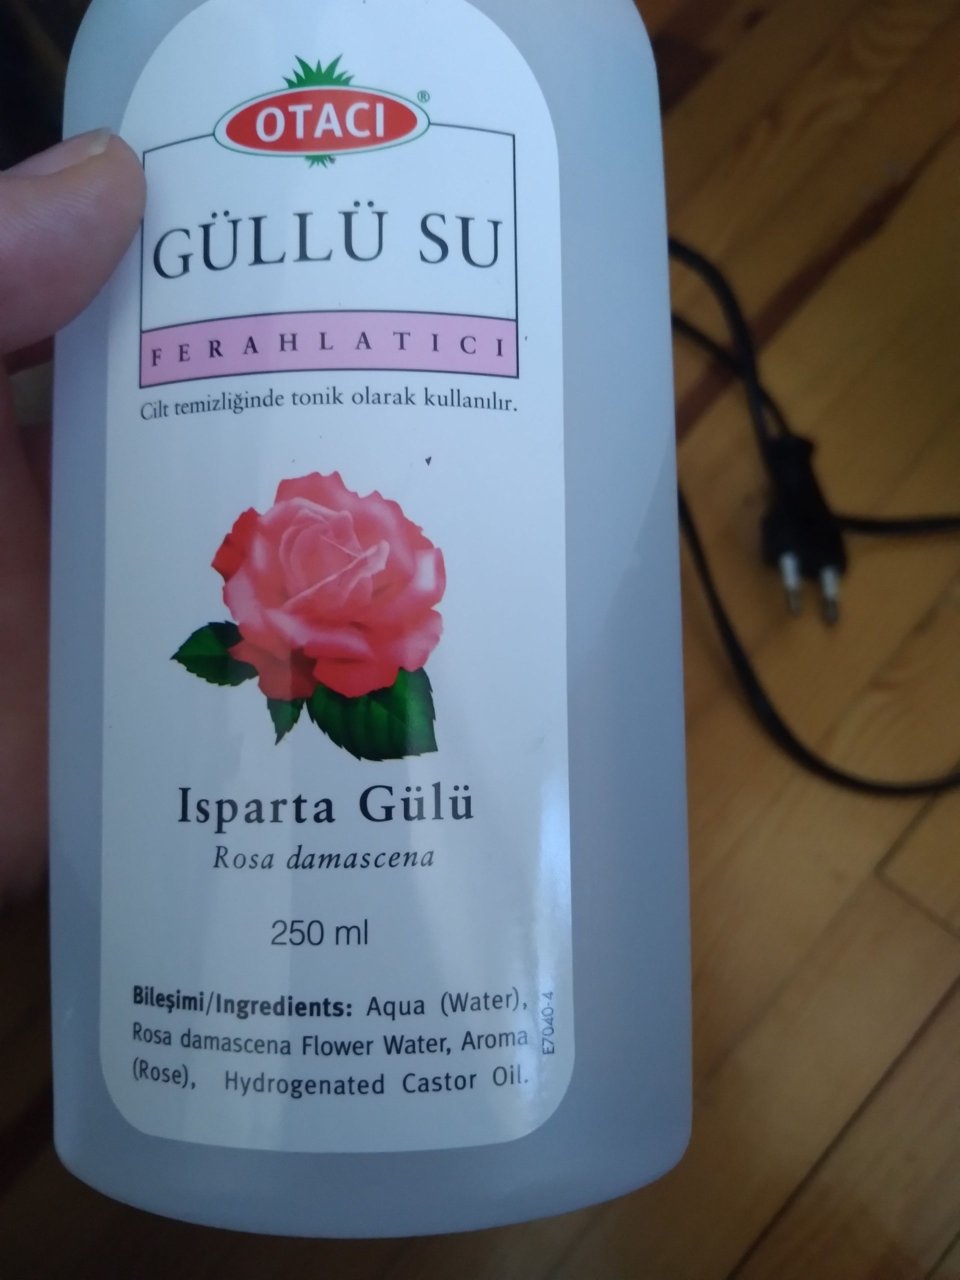 OTACI ®
GÜLLÜ SU
FERAHLATICI
Cilt temizliğinde tonik olarak kullanılır.
Isparta Gülü
Rosa damascena
250 ml
Bileşimi/Ingredients: Aqua (Water),
Rosa damascena Flower Water, Aroma
(Rose), Hydrogenated Castor Oil.
E7040-4